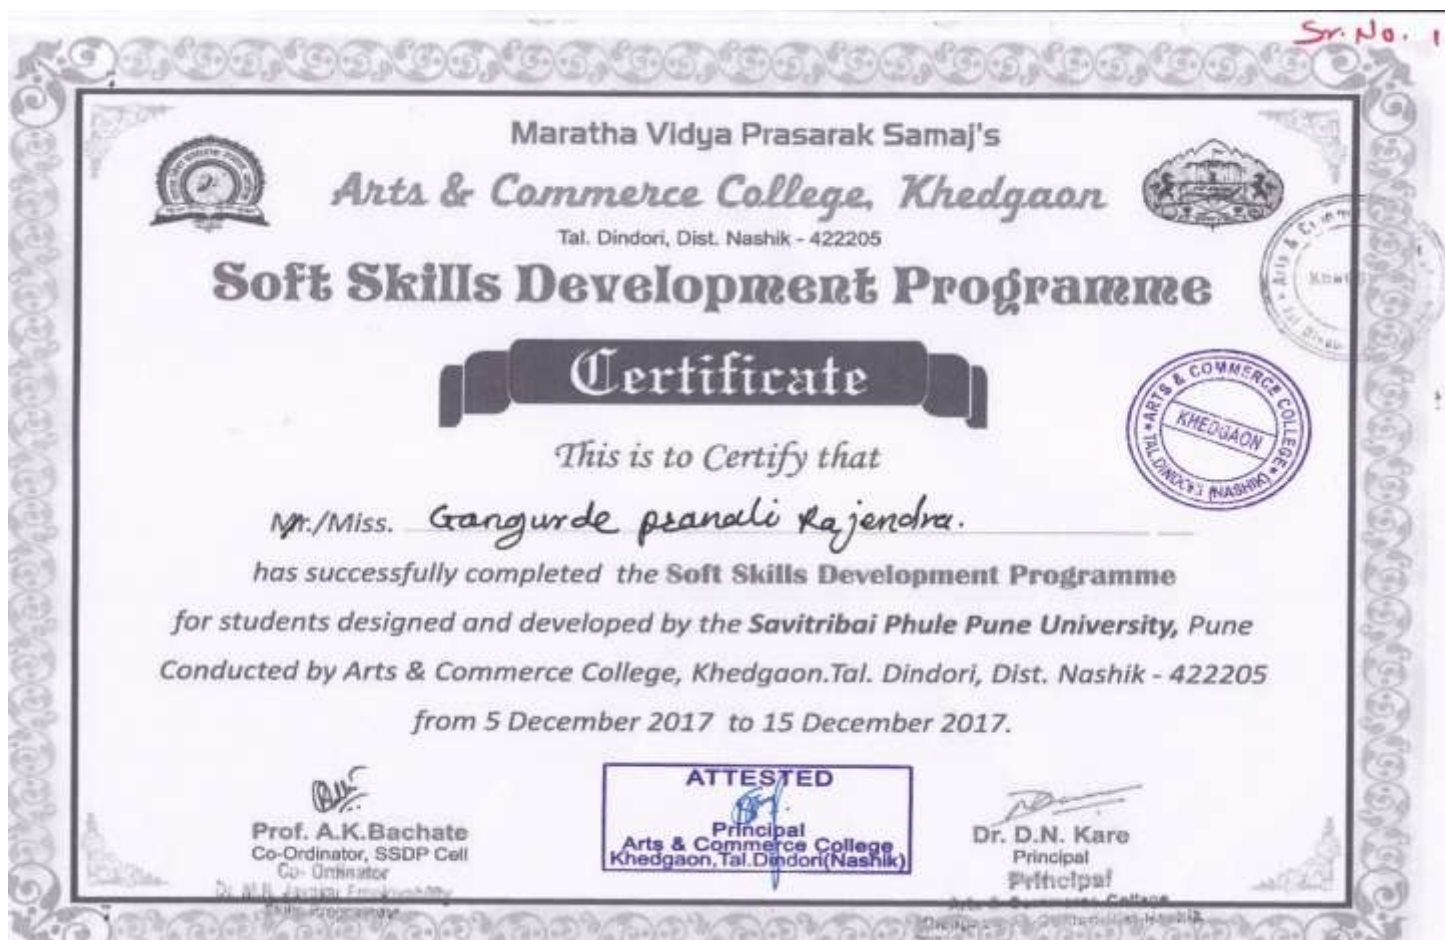 Sr. No. 1
Maratha Vidya Prasarak Samaj's
Arts & Commerce College, Khedgaon
Tal. Dindori, Dist. Nashik - 422205
Soft Skills Development Programme
Certificate
ARTS & COMMERCE COLLEGE
KHEDGAON
TAL.DINDORI (NASHIK)
This is to Certify that
Mr./Miss. Gangurde pranali Rajendra.
has successfully completed the Soft Skills Development Programme
for students designed and developed by the Savitribai Phule Pune University, Pune
Conducted by Arts & Commerce College, Khedgaon.Tal. Dindori, Dist. Nashik - 422205
from 5 December 2017 to 15 December 2017.
Prof. A.K.Bachate
Co-Ordinator, SSDP Cell
Co- Ordinator
Skills Programme
ATTESTED
Principal
Arts & Commerce College
Khedgaon,Tal.Dindori(Nashik)
Dr. D.N. Kare
Principal
Principal
Arts & Commerce College